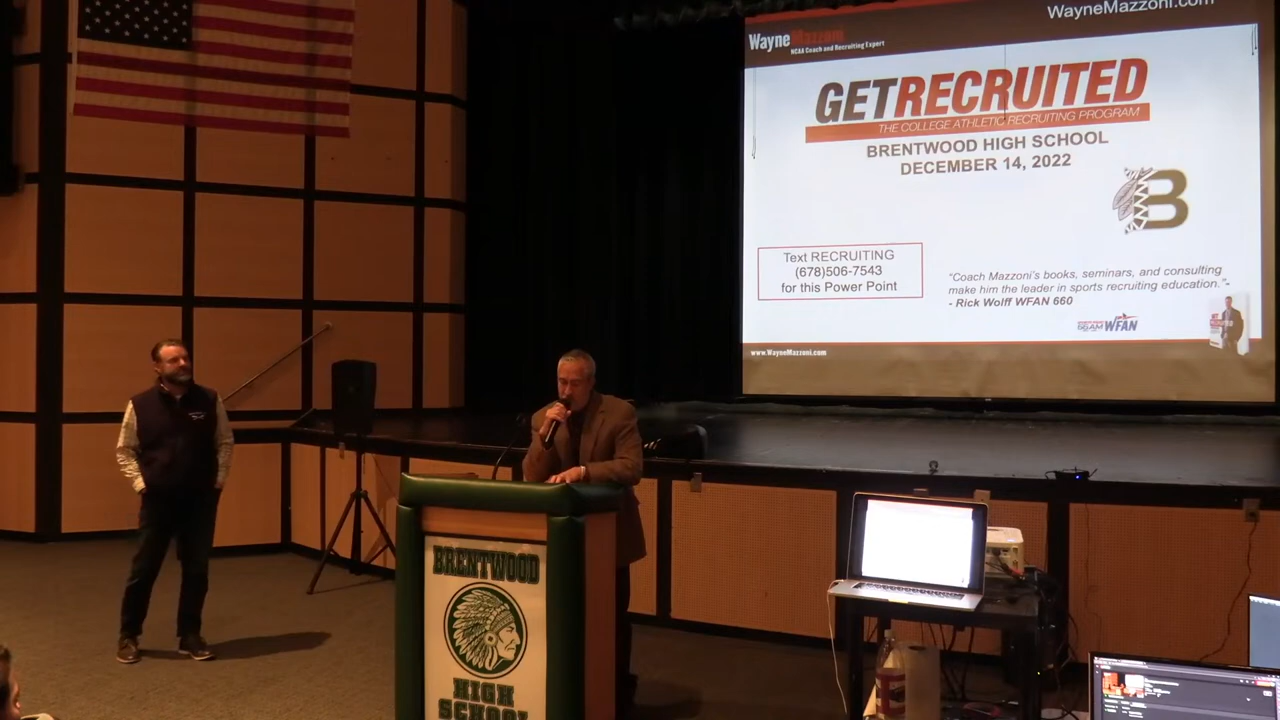 WayneMazzoni.com
WayneMazzoni
NCAA Coach and Recruiting Expert
GETRECRUITED
THE COLLEGE ATHLETIC RECRUITING PROGRAM
BRENTWOOD HIGH SCHOOL
DECEMBER 14, 2022
B
Text RECRUITING
(678)506-7543
for this Power Point
“Coach Mazzoni's books, seminars, and consulting
make him the leader in sports recruiting education.”-
- Rick Wolff WFAN 660
WFAN
www.WayneMazzoni.com
BRENTWOOD
HIGH
SCHOOL